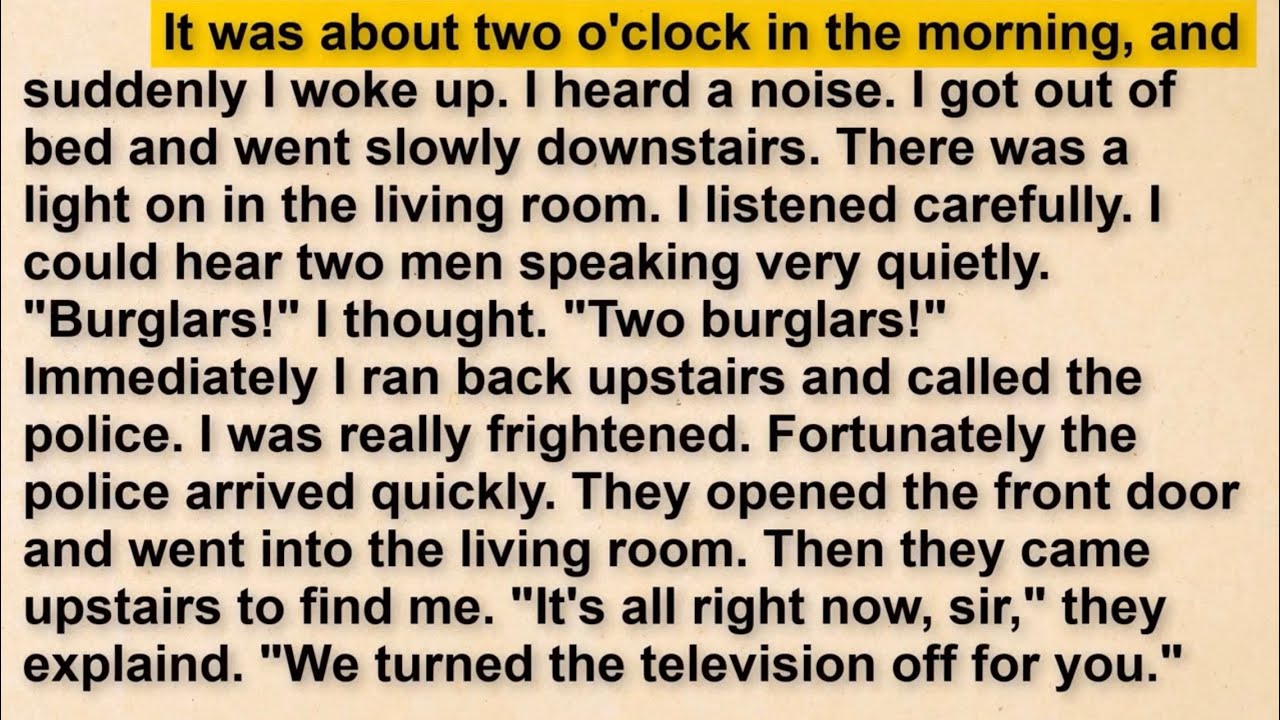 It was about two o'clock in the morning, and
suddenly I woke up. I heard a noise. I got out of
bed and went slowly downstairs. There was a
light on in the living room. I listened carefully. I
could hear two men speaking very quietly.
"Burglars!" I thought. "Two burglars!"
Immediately I ran back upstairs and called the
police. I was really frightened. Fortunately the
police arrived quickly. They opened the front door
and went into the living room. Then they came
upstairs to find me. "It's all right now, sir," they
explaind. "We turned the television off for you."